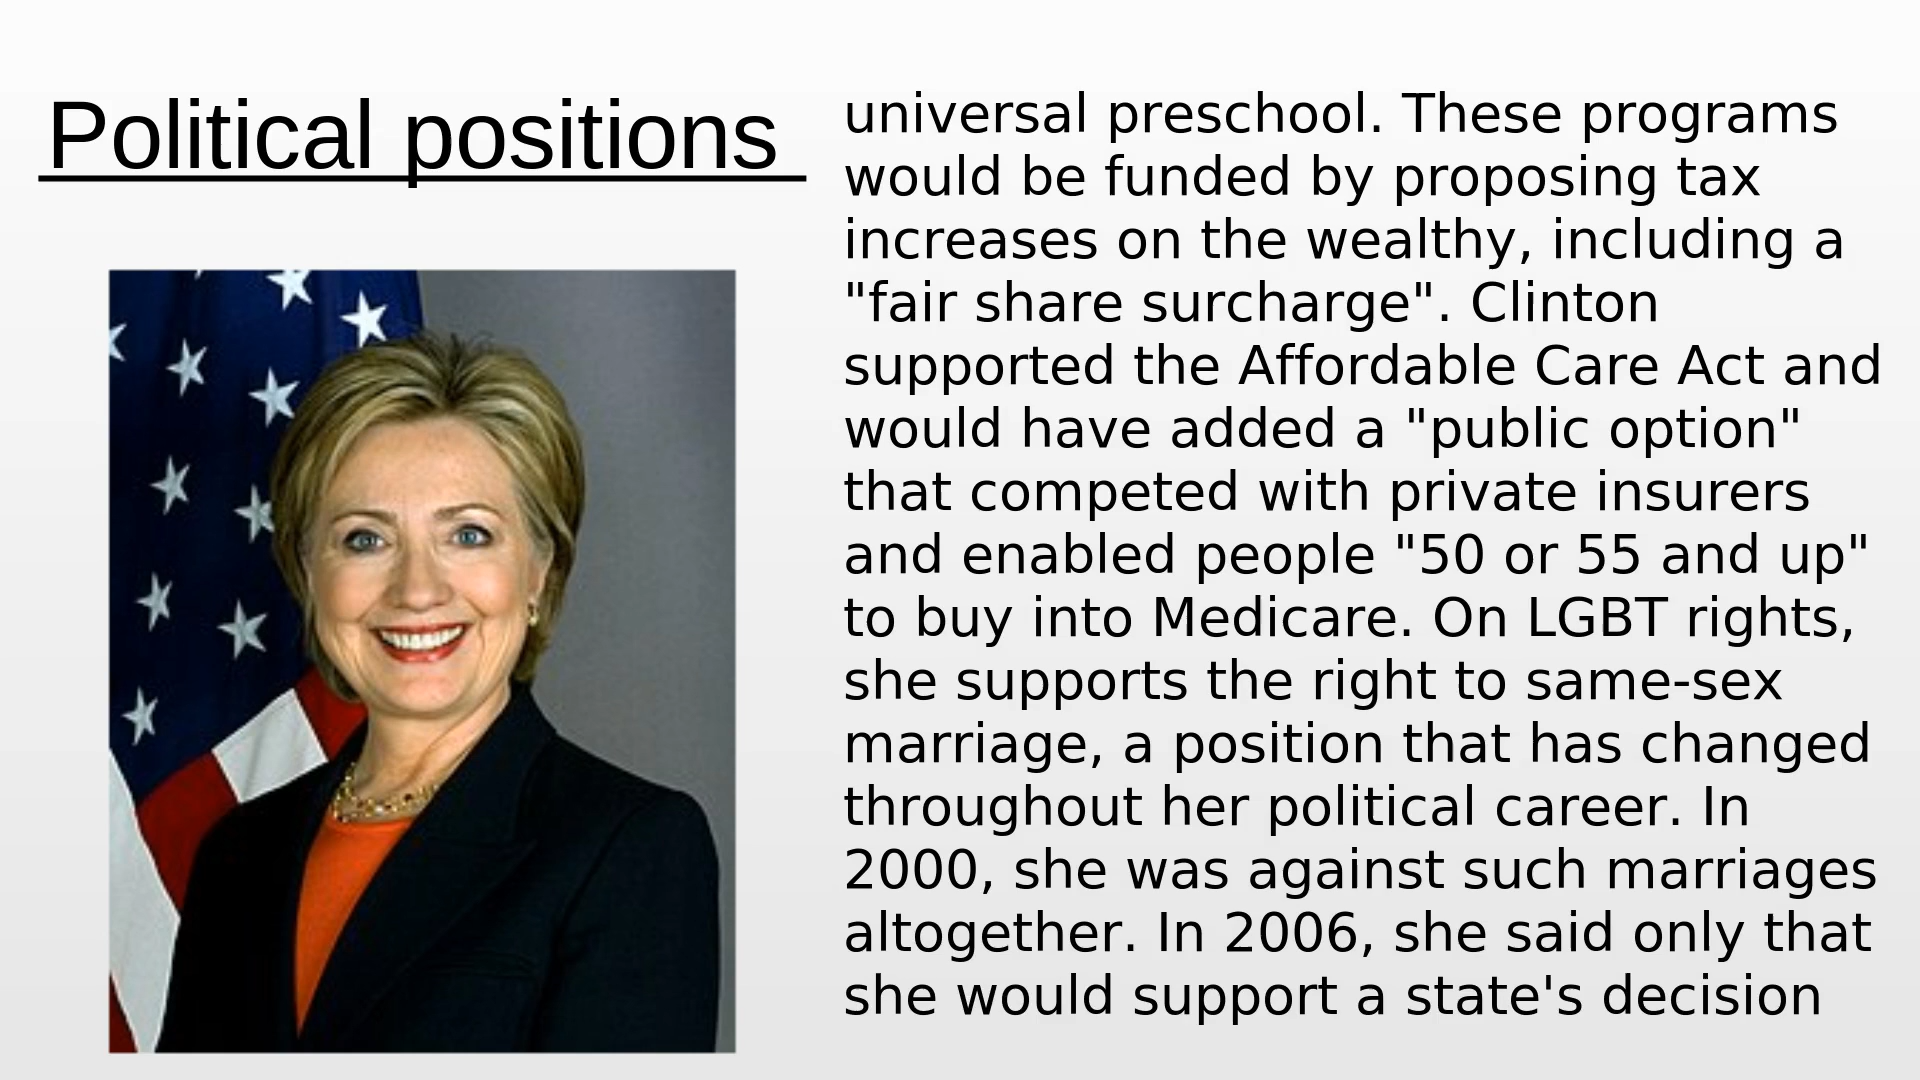 Political positions
universal preschool. These programs
would be funded by proposing tax
increases on the wealthy, including a
"fair share surcharge". Clinton
supported the Affordable Care Act and
would have added a "public option"
that competed with private insurers
and enabled people "50 or 55 and up"
to buy into Medicare. On LGBT rights,
she supports the right to same-sex
marriage, a position that has changed
throughout her political career. In
2000, she was against such marriages
altogether. In 2006, she said only that
she would support a state's decision